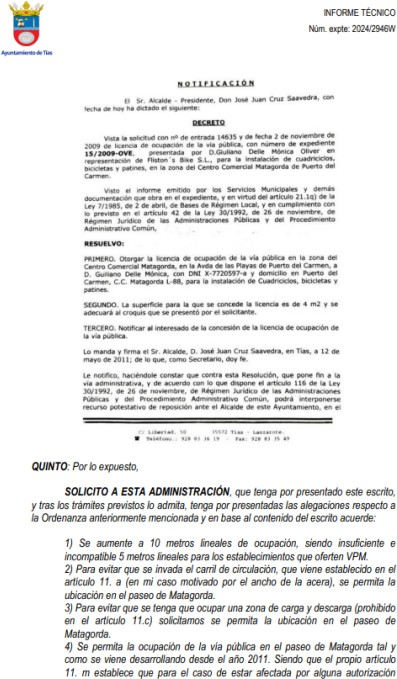 INFORME TÉCNICO
Núm. expte: 2024/2946W
Ayuntamiento de Tías
NOTIFICACIÓN
El Sr. Alcalde - Presidente, Don José Juan Cruz Saavedra, con
fecha de hoy ha dictado el siguiente:
DECRETO
Vista la solicitud con nº de entrada 14635 y de fecha 2 de noviembre de
2009 de licencia de ocupación de la vía pública, con número de expediente
15/2009-OVE, presentada por D.Giuliano Delle Mónica Oliver en
representación de Fliston´s Bike S.L., para la instalación de cuadriciclos,
bicicletas y patines, en la zona del Centro Comercial Matagorda de Puerto del
Carmen.
Visto el informe emitido por los Servicios Municipales y demás
documentación que obra en el expediente, y en virtud del artículo 21.1q) de la
Ley 7/1985, de 2 de abril, de Bases de Régimen Local, y en cumplimiento con
lo previsto en el artículo 42 de la Ley 30/1992, de 26 de noviembre, de
Régimen Jurídico de las Administraciones Públicas y del Procedimiento
Administrativo Común,
RESUELVO:
PRIMERO. Otorgar la licencia de ocupación de la vía pública en la zona del
Centro Comercial Matagorda, en la Avda de las Playas de Puerto del Carmen, a
D. Guiliano Delle Mónica, con DNI X-7720597-a y domicilio en Puerto del
Carmen, C.C. Matagorda L-88, para la instalación de Cuadriciclos, bicicletas y
patines.
SEGUNDO. La superficie para la que se concede la licencia es de 4 m2 y se
adecuará al croquis que se presentó por el solicitante.
TERCERO. Notificar al interesado de la concesión de la licencia de ocupación de
la vía pública.
Lo manda y firma el Sr. Alcalde, D. José Juan Cruz Saavedra, en Tías, a 12 de
mayo de 2011; de lo que, como Secretario, doy fe.
Le notifico, haciéndole constar que contra esta Resolución, que pone fin a la
vía administrativa, y de acuerdo con lo que dispone el artículo 116 de la Ley
30/1992, de 26 de noviembre, de Régimen Jurídico de las Administraciones
Públicas y del Procedimiento Administrativo Común, podrá interponerse
recurso potestativo de reposición ante el Alcalde de este Ayuntamiento, en el
C/ Libertad, 50 35572 Tías - Lanzarote.
Teléfono.: 928 83 36 19 - Fax: 928 83 35 49
QUINTO: Por lo expuesto,
SOLICITO A ESTA ADMINISTRACIÓN, que tenga por presentado este escrito,
y tras los trámites previstos lo admita, tenga por presentadas las alegaciones respecto a
la Ordenanza anteriormente mencionada y en base al contenido del escrito acuerde:
1) Se aumente a 10 metros lineales de ocupación, siendo insuficiente e
incompatible 5 metros lineales para los establecimientos que oferten VPM.
2) Para evitar que se invada el carril de circulación, que viene establecido en el
artículo 11. a (en mi caso motivado por el ancho de la acera), se permita la
ubicación en el paseo de Matagorda.
3) Para evitar que se tenga que ocupar una zona de carga y descarga (prohibido
en el artículo 11.c) solicitamos se permita la ubicación en el paseo de
Matagorda.
4) Se permita la ocupación de la vía pública en el paseo de Matagorda tal y
como se viene desarrollando desde el año 2011. Siendo que el propio artículo
11. m establece que para el caso de estar afectada por alguna autorización